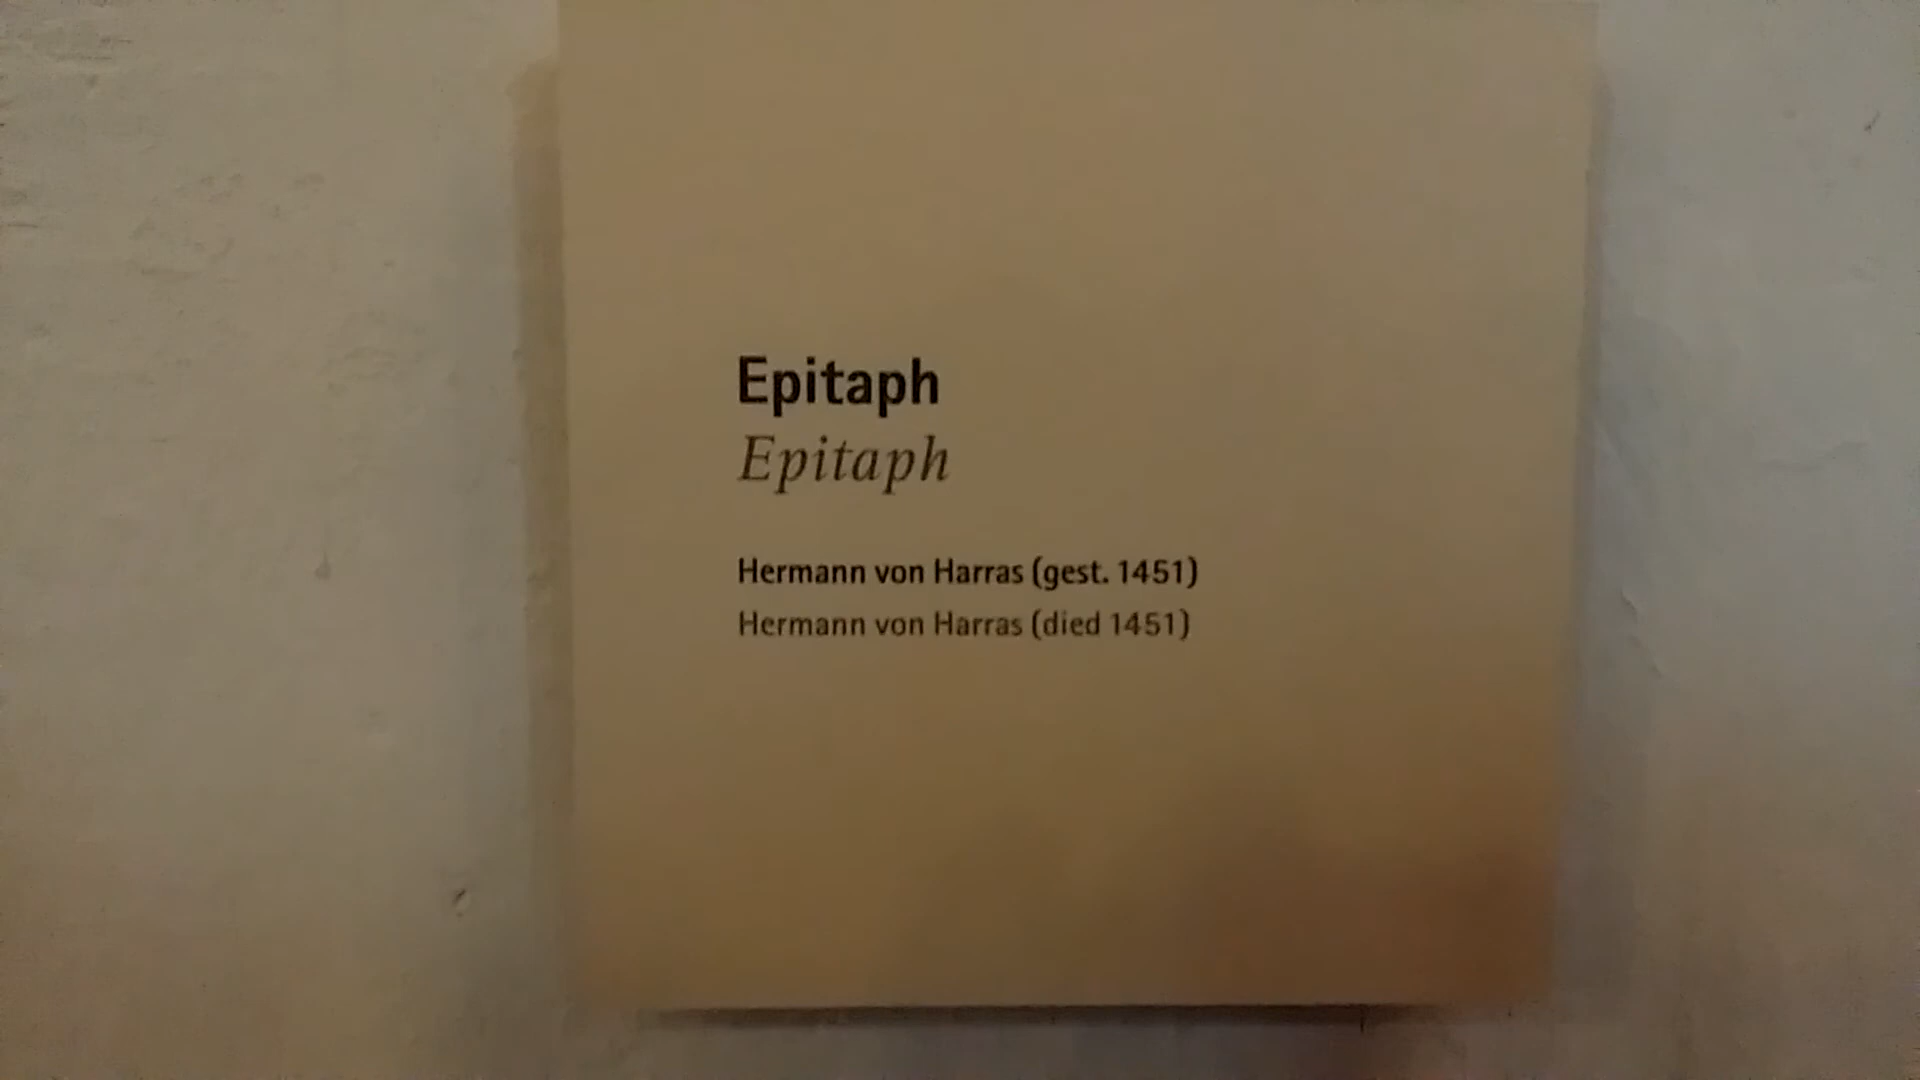 Epitaph
Epitaph
Hermann von Harras (gest. 1451)
Hermann von Harras (died 1451)